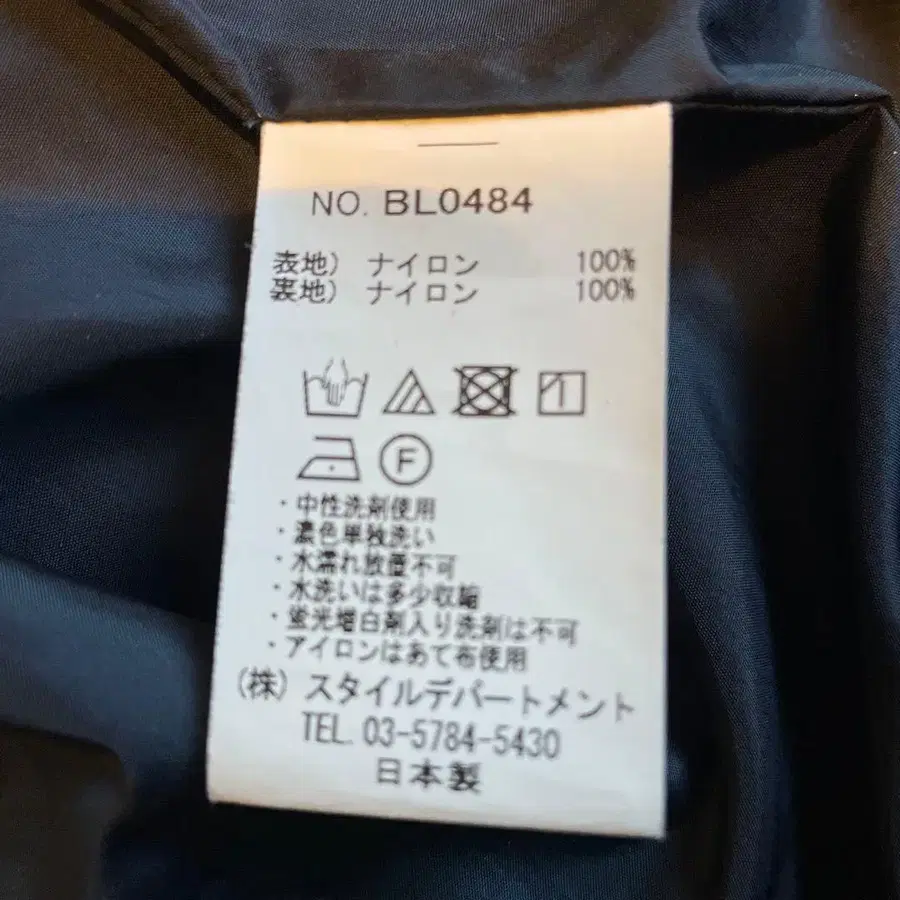 NO. BL0484
表地) ナイロン 100%
裏地) ナイロン 100%
F
・中性洗剤使用
・濃色単独洗い
・水濡れ放置不可
・水洗いは多少収縮
・蛍光増白剤入り洗剤は不可
・アイロンはあて布使用
(株) スタイルデパートメント
TEL. 03-5784-5430
日本製